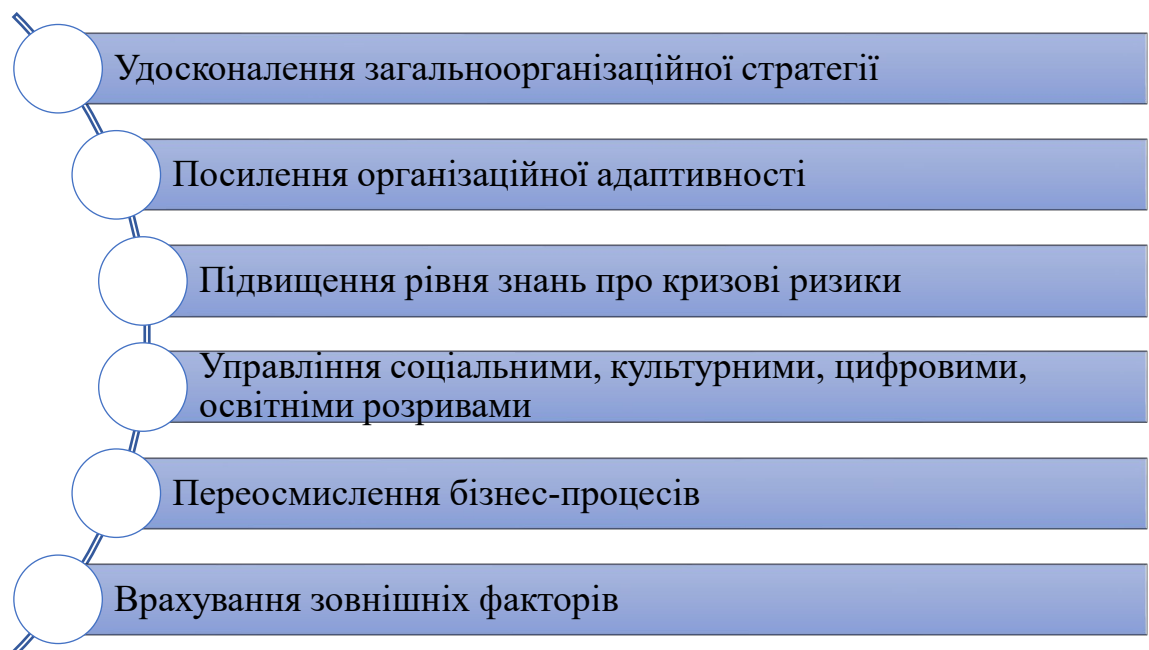 Удосконалення загальноорганізаційної стратегії
Посилення організаційної адаптивності
Підвищення рівня знань про кризові ризики
Управління соціальними, культурними, цифровими,
освітніми розривами
Переосмислення бізнес-процесів
Врахування зовнішніх факторів